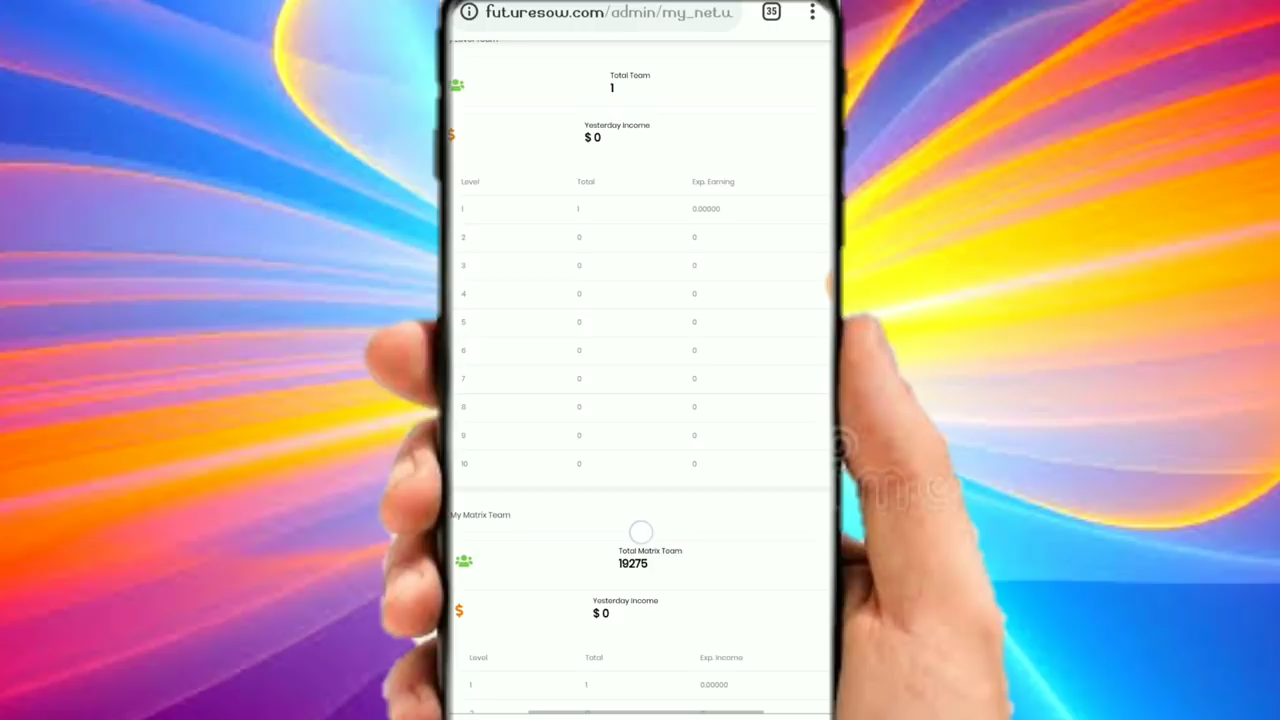 futuresow.com/admin/my_netu
35
Total Team
1
$
Yesterday Income
$ 0
Level Total Exp. Earning
1 1 0.00000
2 0 0
3 0 0
4 0 0
5 0 0
6 0 0
7 0 0
8 0 0
9 0 0
10 0 0
My Matrix Team
Total Matrix Team
19275
$
Yesterday Income
$ 0
Level Total Exp. Income
1 1 0.00000